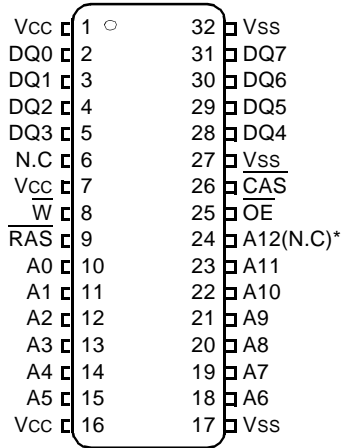 Vcc 1 32 Vss
DQ0 2 31 DQ7
DQ1 3 30 DQ6
DQ2 4 29 DQ5
DQ3 5 28 DQ4
N.C 6 27 Vss
Vcc 7 26 C̅A̅S̅
W̅ 8 25 O̅E̅
R̅A̅S̅ 9 24 A12(N.C)*
A0 10 23 A11
A1 11 22 A10
A2 12 21 A9
A3 13 20 A8
A4 14 19 A7
A5 15 18 A6
Vcc 16 17 Vss